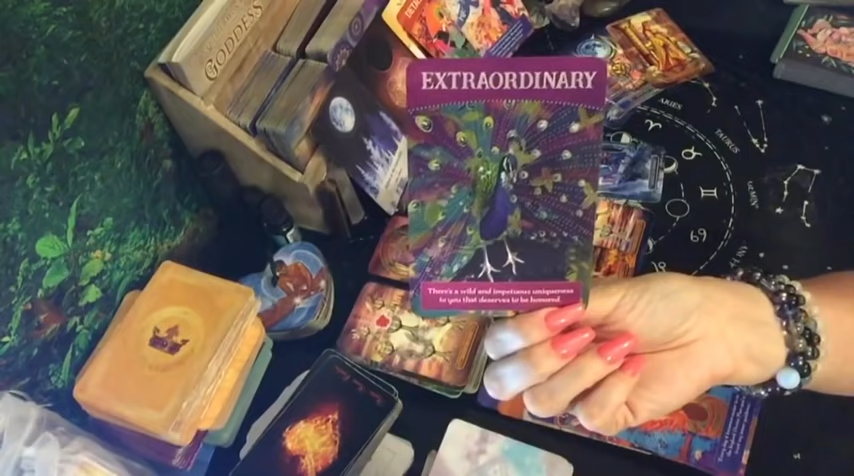 GODDESS
EXTRAORDINARY
There's a wild and impetuous uniqueness
to you that deserves to be honored.
ARIES
TAURUS